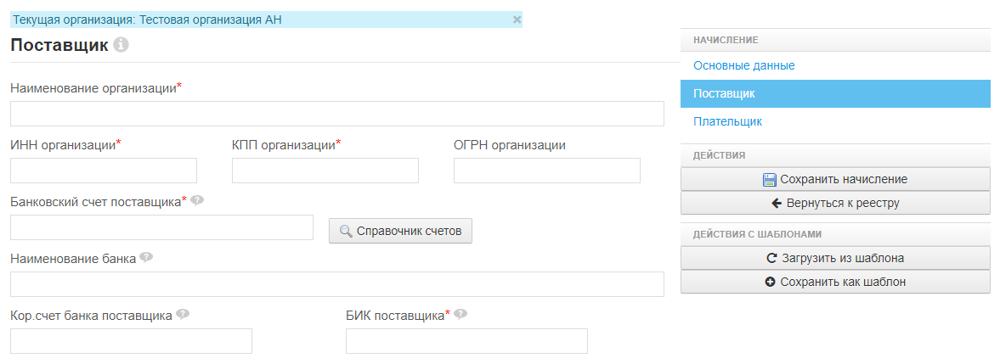 Текущая организация: Тестовая организация АН
Поставщик
Наименование организации*
ИНН организации* КПП организации* ОГРН организации
Банковский счет поставщика*
Справочник счетов
Наименование банка
Кор.счет банка поставщика БИК поставщика*
НАЧИСЛЕНИЕ
Основные данные
Поставщик
Плательщик
ДЕЙСТВИЯ
Сохранить начисление
Вернуться к реестру
ДЕЙСТВИЯ С ШАБЛОНАМИ
Загрузить из шаблона
Сохранить как шаблон